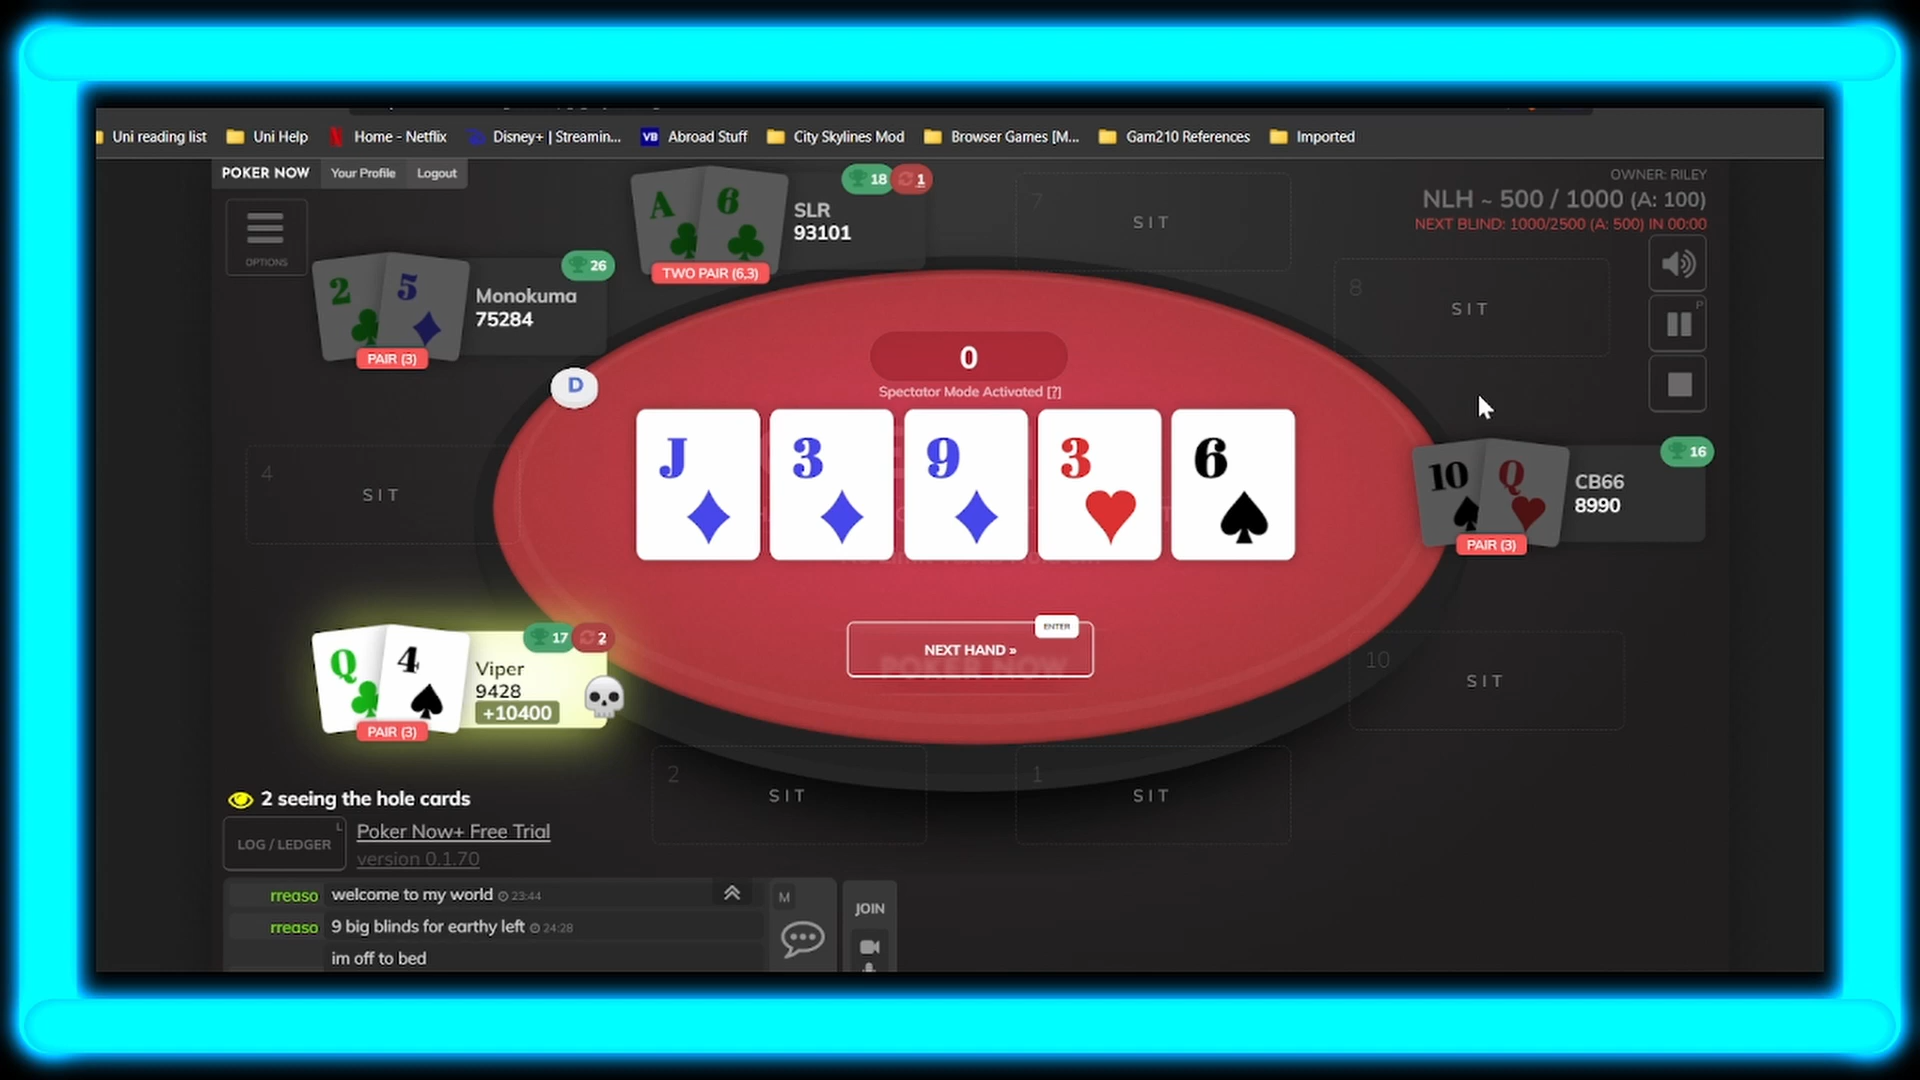 Uni reading list Uni Help Home - Netflix Disney+ | Streamin... VB Abroad Stuff City Skylines Mod Browser Games [M... Gam210 References Imported
POKER NOW Your Profile Logout
OPTIONS
OWNER: RILEY
NLH ~ 500 / 1000 (A: 100)
NEXT BLIND: 1000/2500 (A: 500) IN 00:00
P
A 6
18 1
SLR
93101
TWO PAIR (6,3)
7
SIT
8
SIT
2 5
26
Monokuma
75284
PAIR (3)
D
0
Spectator Mode Activated [?]
J 3 9 3 6
4
SIT
10 Q
16
CB66
8990
PAIR (3)
Q 4
17 2
Viper
9428
+10400
PAIR (3)
ENTER
NEXT HAND »
POKER NOW
10
SIT
2
SIT
1
SIT
2 seeing the hole cards
LOG / LEDGER L
Poker Now+ Free Trial
version 0.1.70
rreaso welcome to my world 23:44
rreaso 9 big blinds for earthy left 24:28
im off to bed
M
JOIN